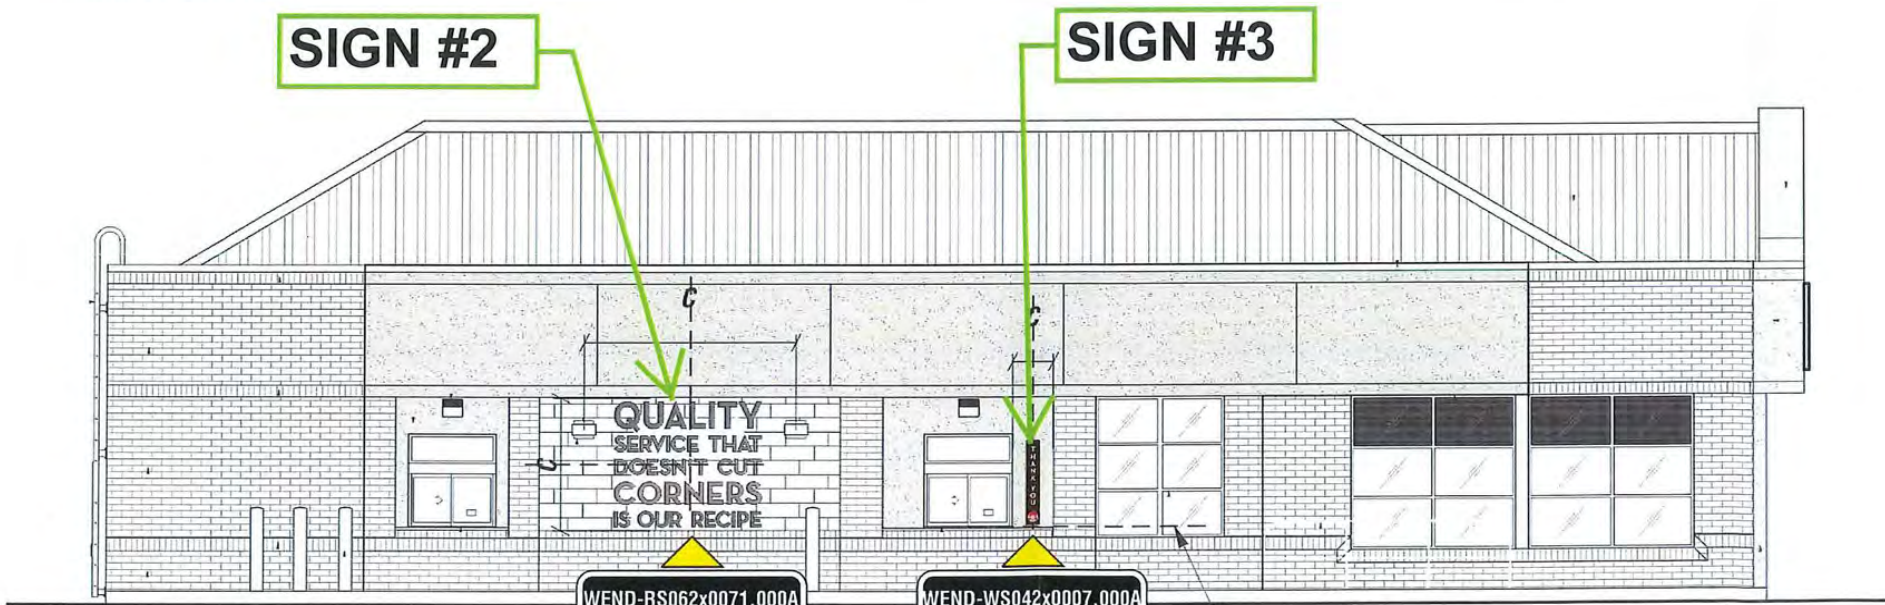 SIGN #2
SIGN #3
C
C
C
QUALITY
SERVICE THAT
DOESN'T CUT
CORNERS
IS OUR RECIPE
THANK YOU
WEND-RS062x0071.000A
WEND-WS042x0007.000A